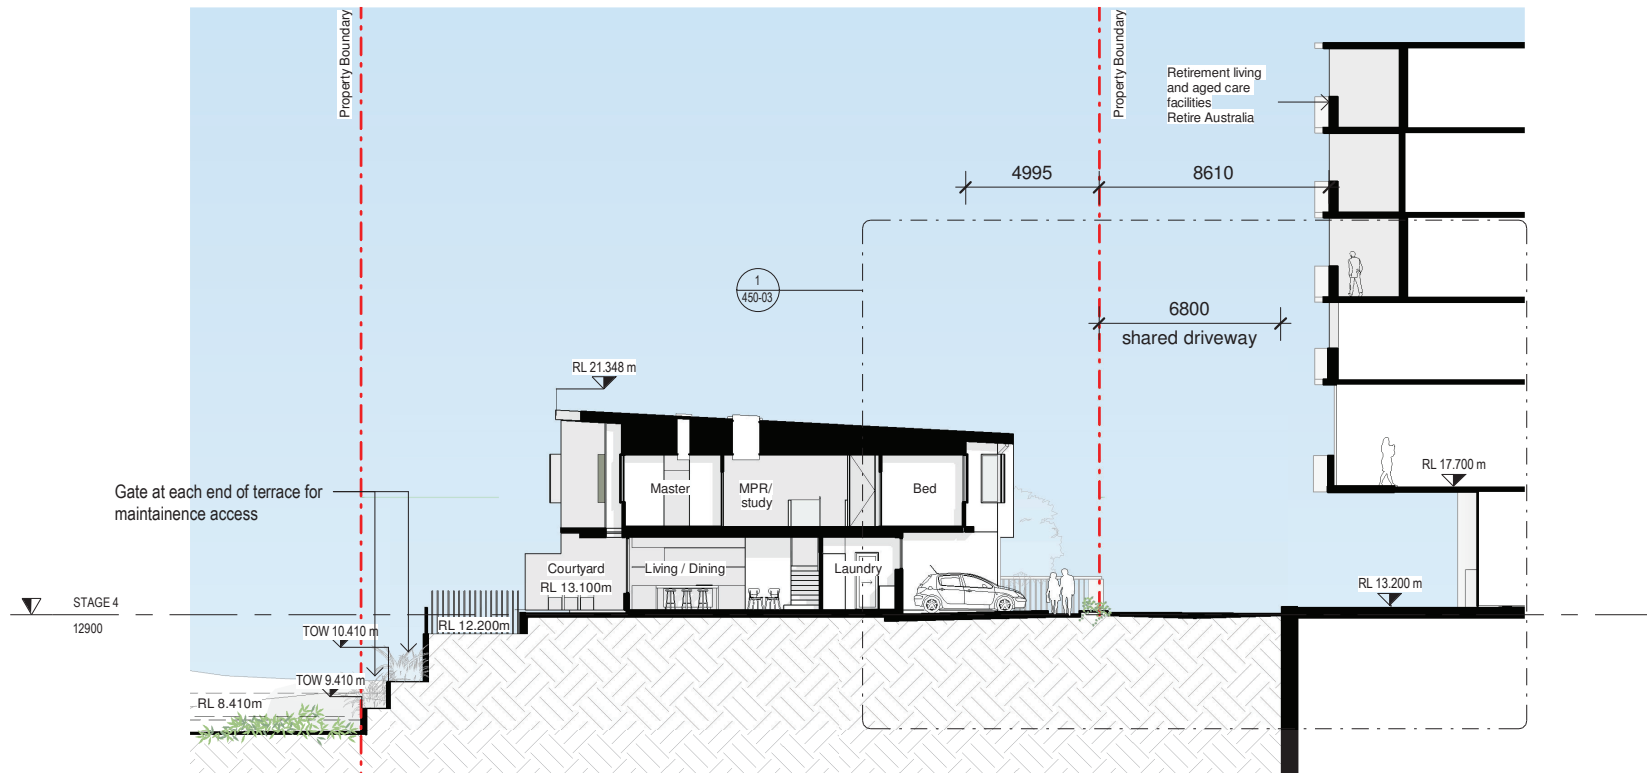 Property Boundary
Property Boundary
Retirement living
and aged care
facilities
Retire Australia
4995
8610
1
450-03
6800
shared driveway
RL 21.348 m
Master
MPR/
study
Bed
RL 17.700 m
Gate at each end of terrace for
maintainence access
Courtyard
RL 13.100m
Living / Dining
Laundry
RL 13.200 m
STAGE 4
12900
RL 12.200m
TOW 10.410 m
TOW 9.410 m
RL 8.410m